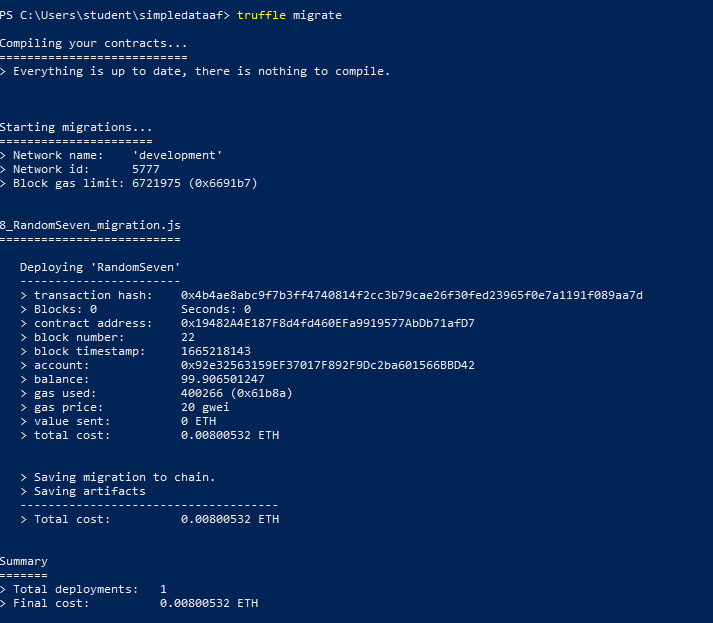 PS C:\Users\student\simpledataaf> truffle migrate
Compiling your contracts...
===========================
> Everything is up to date, there is nothing to compile.
Starting migrations...
======================
> Network name:    'development'
> Network id:      5777
> Block gas limit: 6721975 (0x6691b7)
8_RandomSeven_migration.js
==========================
Deploying 'RandomSeven'
-----------------------
> transaction hash:    0x4b4ae8abc9f7b3ff4740814f2cc3b79cae26f30fed23965f0e7a1191f089aa7d
> Blocks: 0            Seconds: 0
> contract address:    0x19482A4E187F8d4fd460EFa9919577AbDb71afD7
> block number:        22
> block timestamp:     1665218143
> account:             0x92e32563159EF37017F892F9Dc2ba601566BBD42
> balance:             99.906501247
> gas used:            400266 (0x61b8a)
> gas price:           20 gwei
> value sent:          0 ETH
> total cost:          0.00800532 ETH
> Saving migration to chain.
> Saving artifacts
-------------------------------------
> Total cost:          0.00800532 ETH
Summary
=======
> Total deployments:   1
> Final cost:          0.00800532 ETH